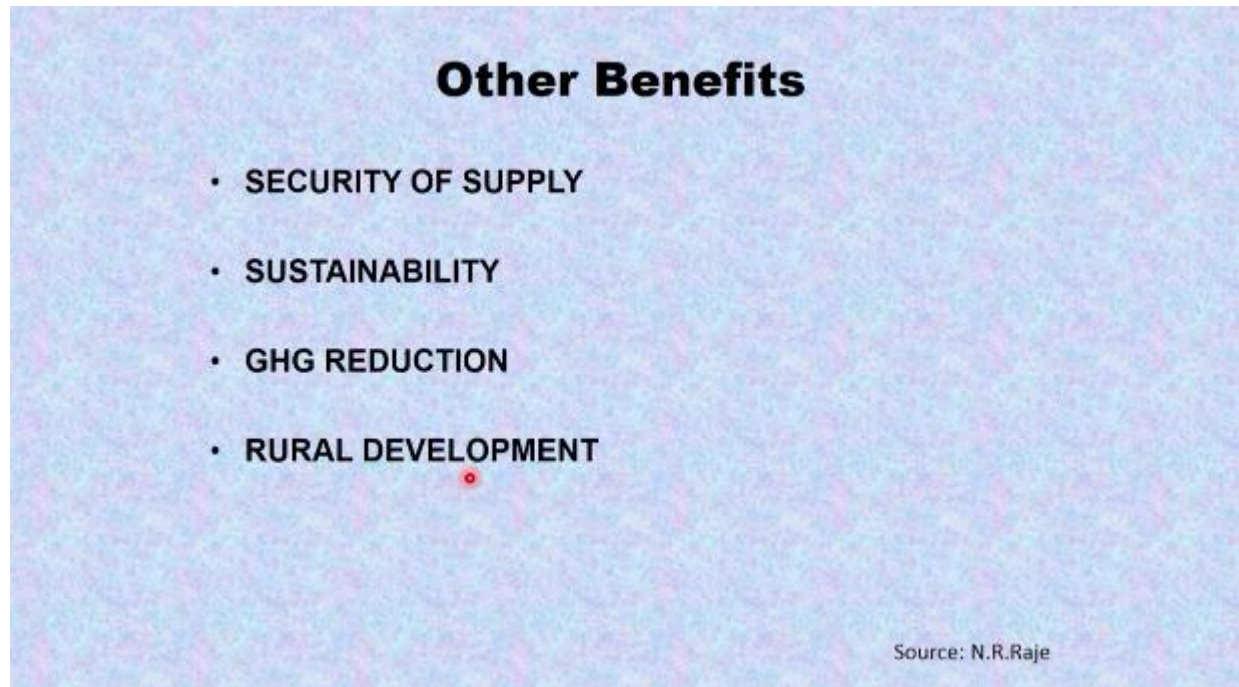 Other Benefits
• SECURITY OF SUPPLY
• SUSTAINABILITY
• GHG REDUCTION
• RURAL DEVELOPMENT
Source: N.R.Raje